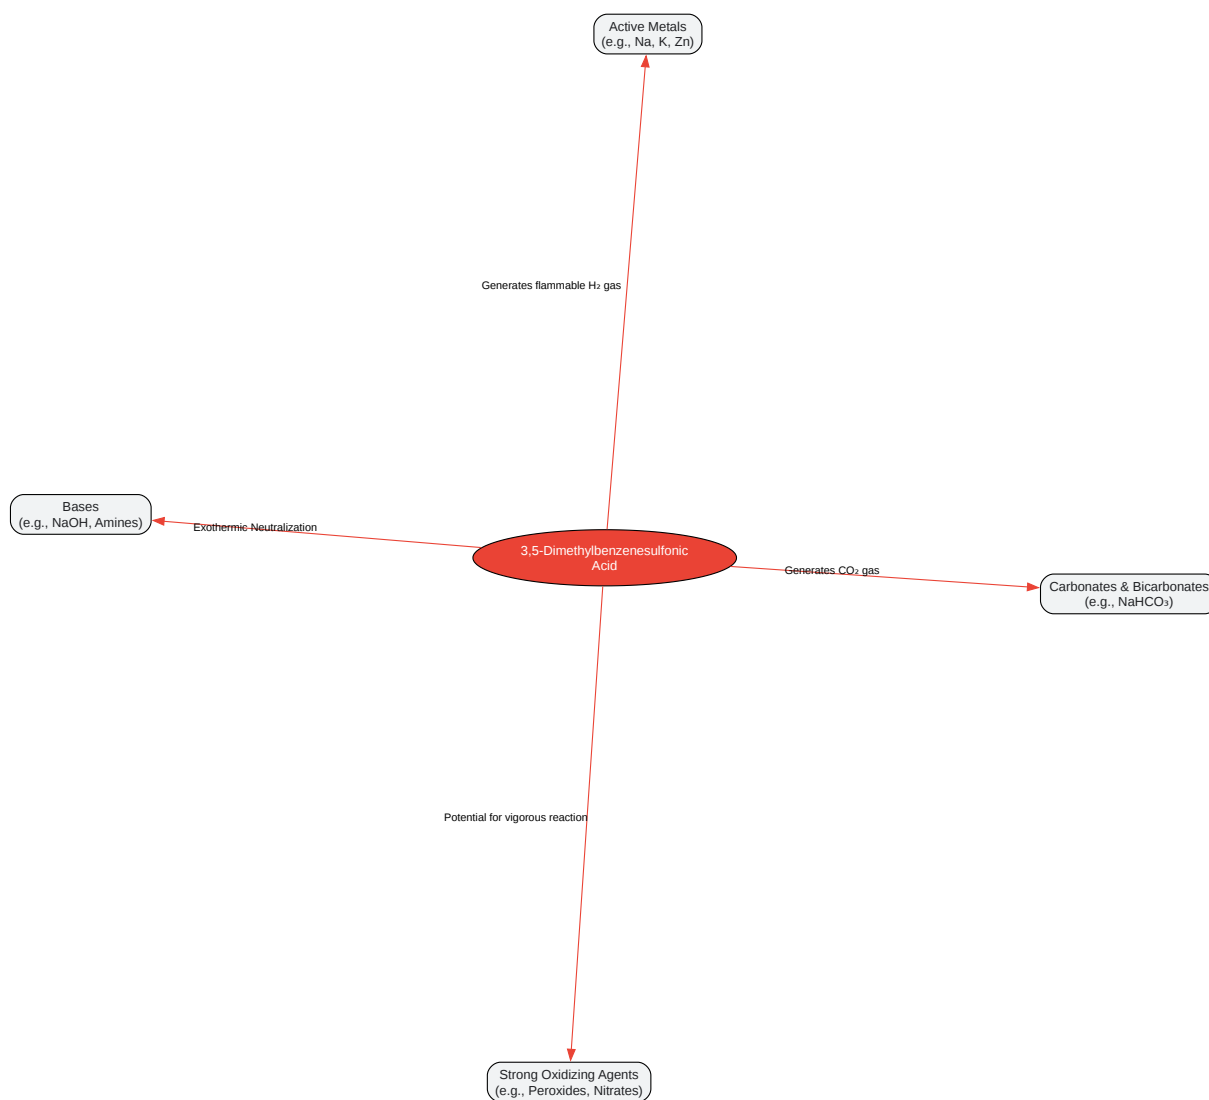 Active Metals
(e.g., Na, K, Zn)
Generates flammable H₂ gas
Bases
(e.g., NaOH, Amines)
Exothermic Neutralization
3,5-Dimethylbenzenesulfonic
Acid
Generates CO₂ gas
Carbonates & Bicarbonates
(e.g., NaHCO₃)
Potential for vigorous reaction
Strong Oxidizing Agents
(e.g., Peroxides, Nitrates)